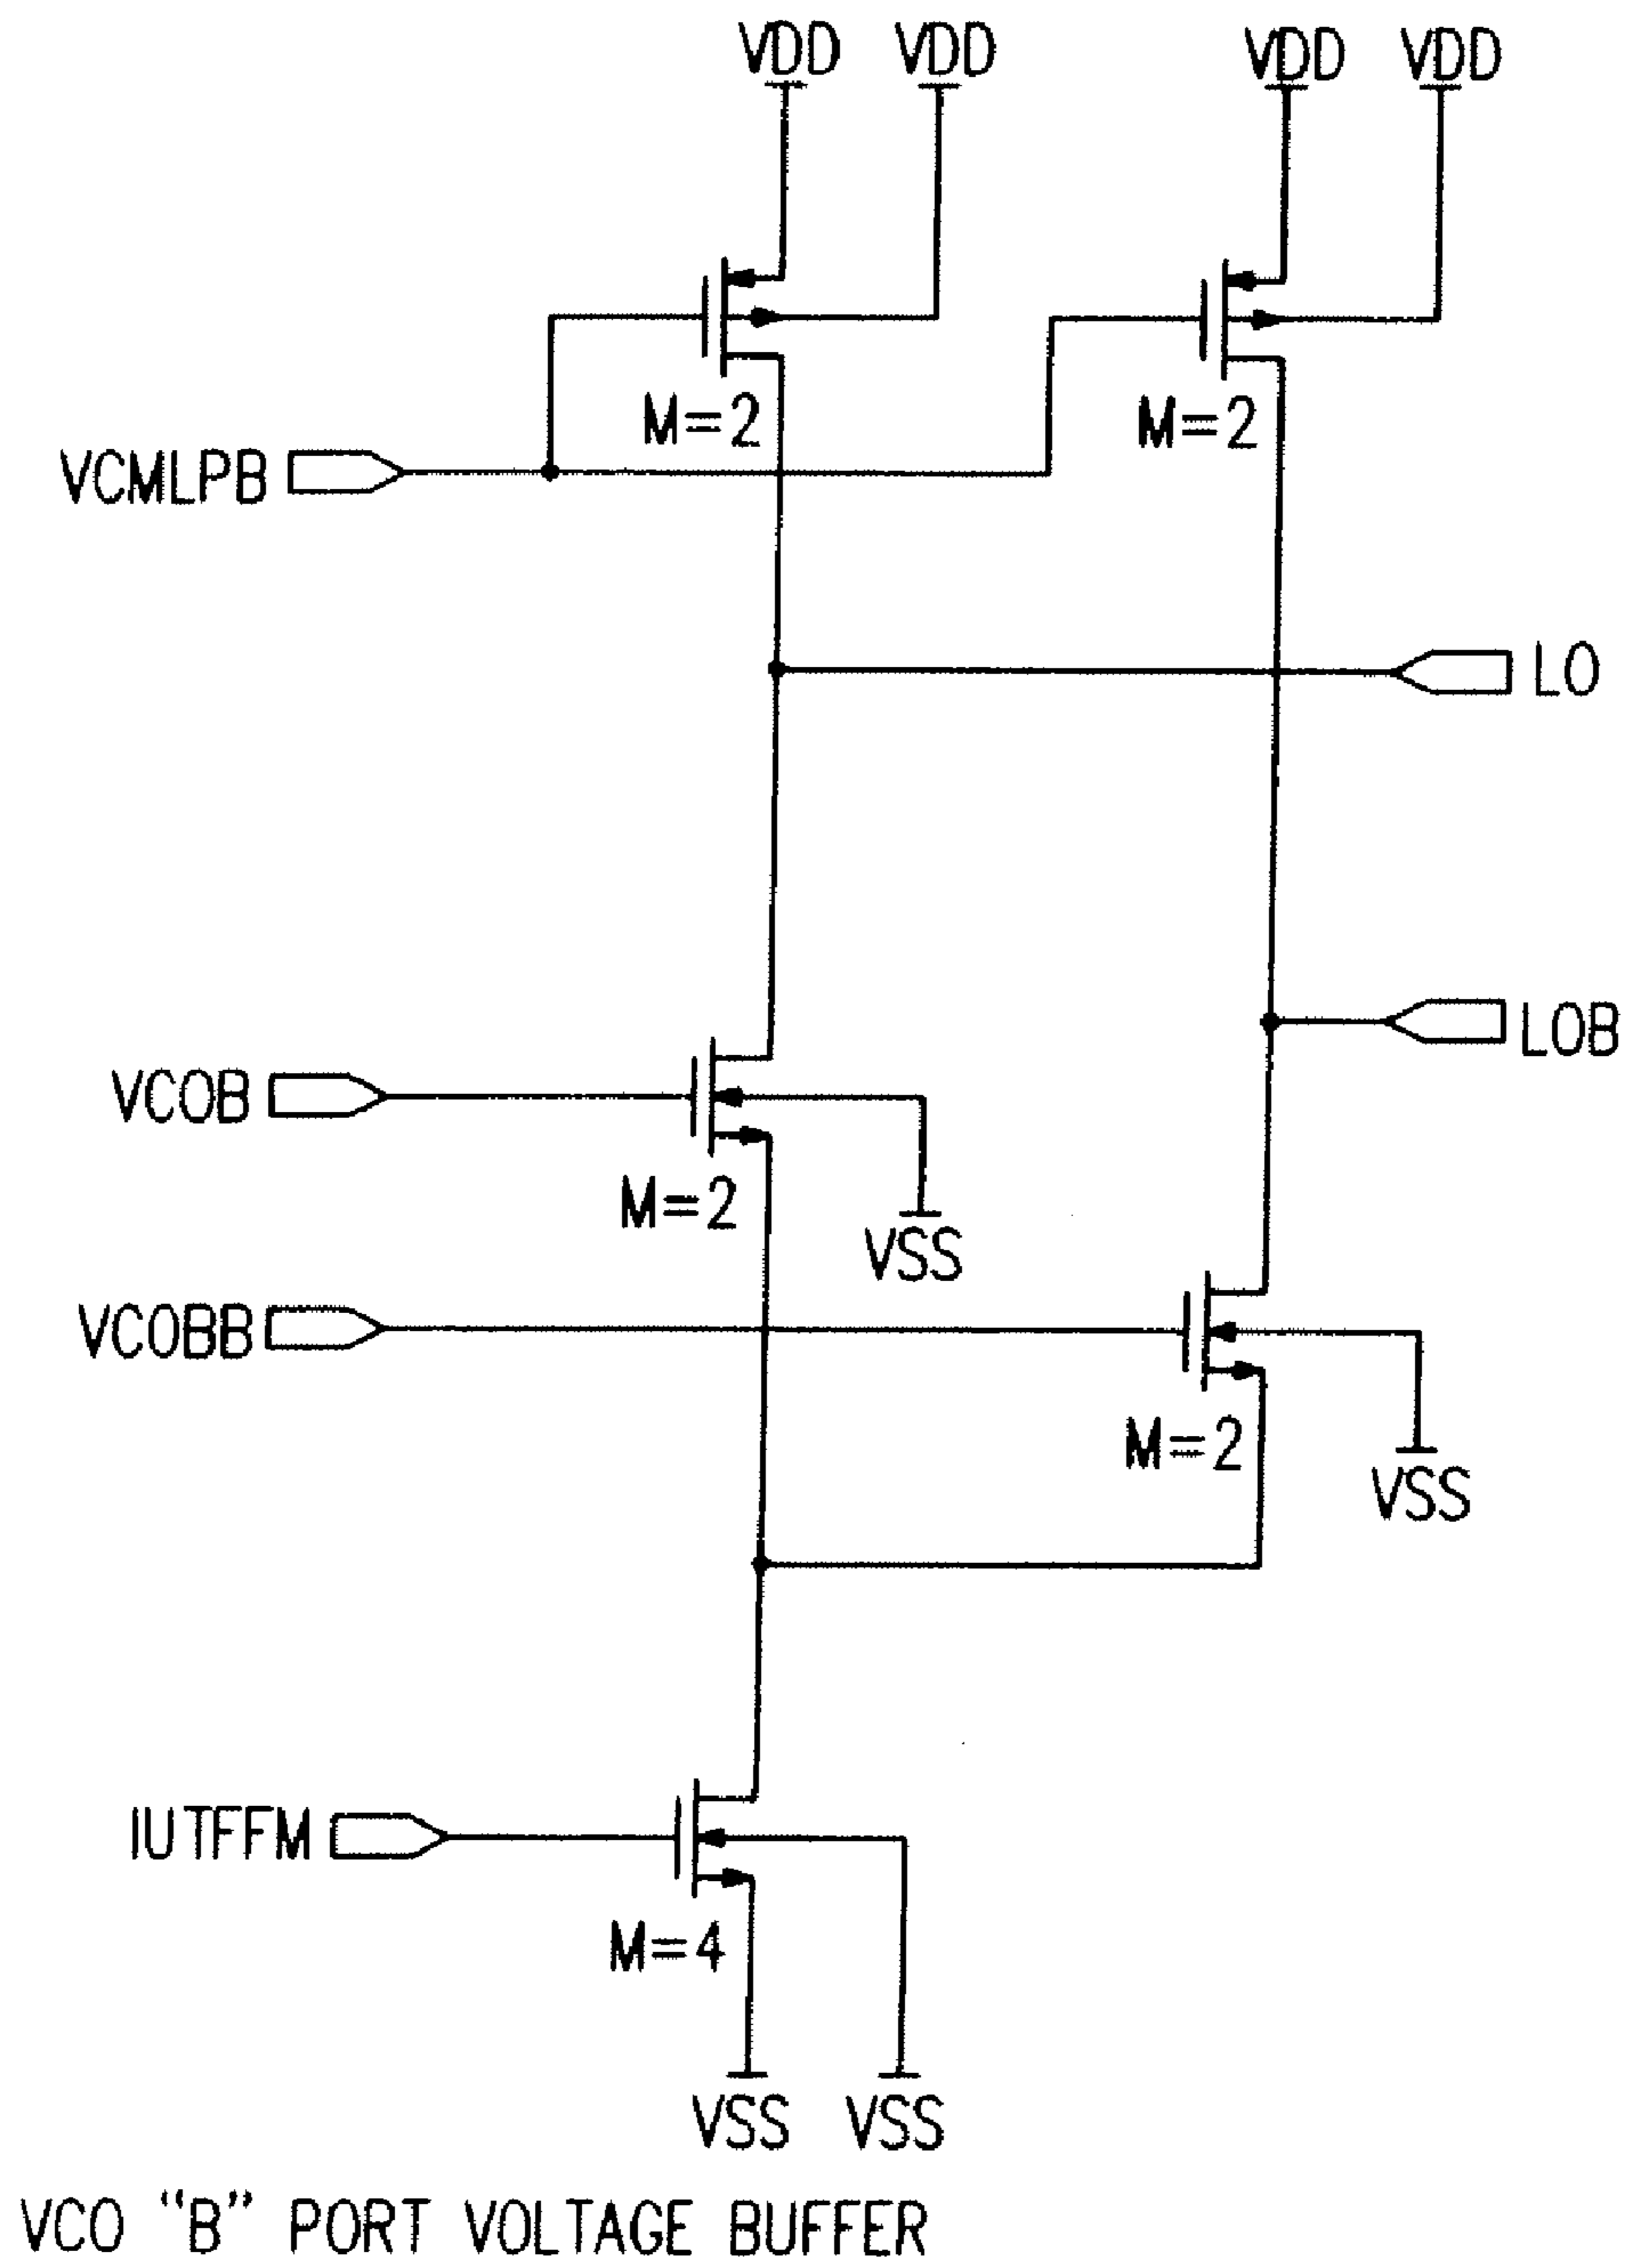 VDD VDD VDD VDD
M=2 M=2
VCMLPB
LO
LOB
VCOB
M=2
VSS
VCOBB
M=2
VSS
IUTFFM
M=4
VSS VSS
VCO "B" PORT VOLTAGE BUFFER